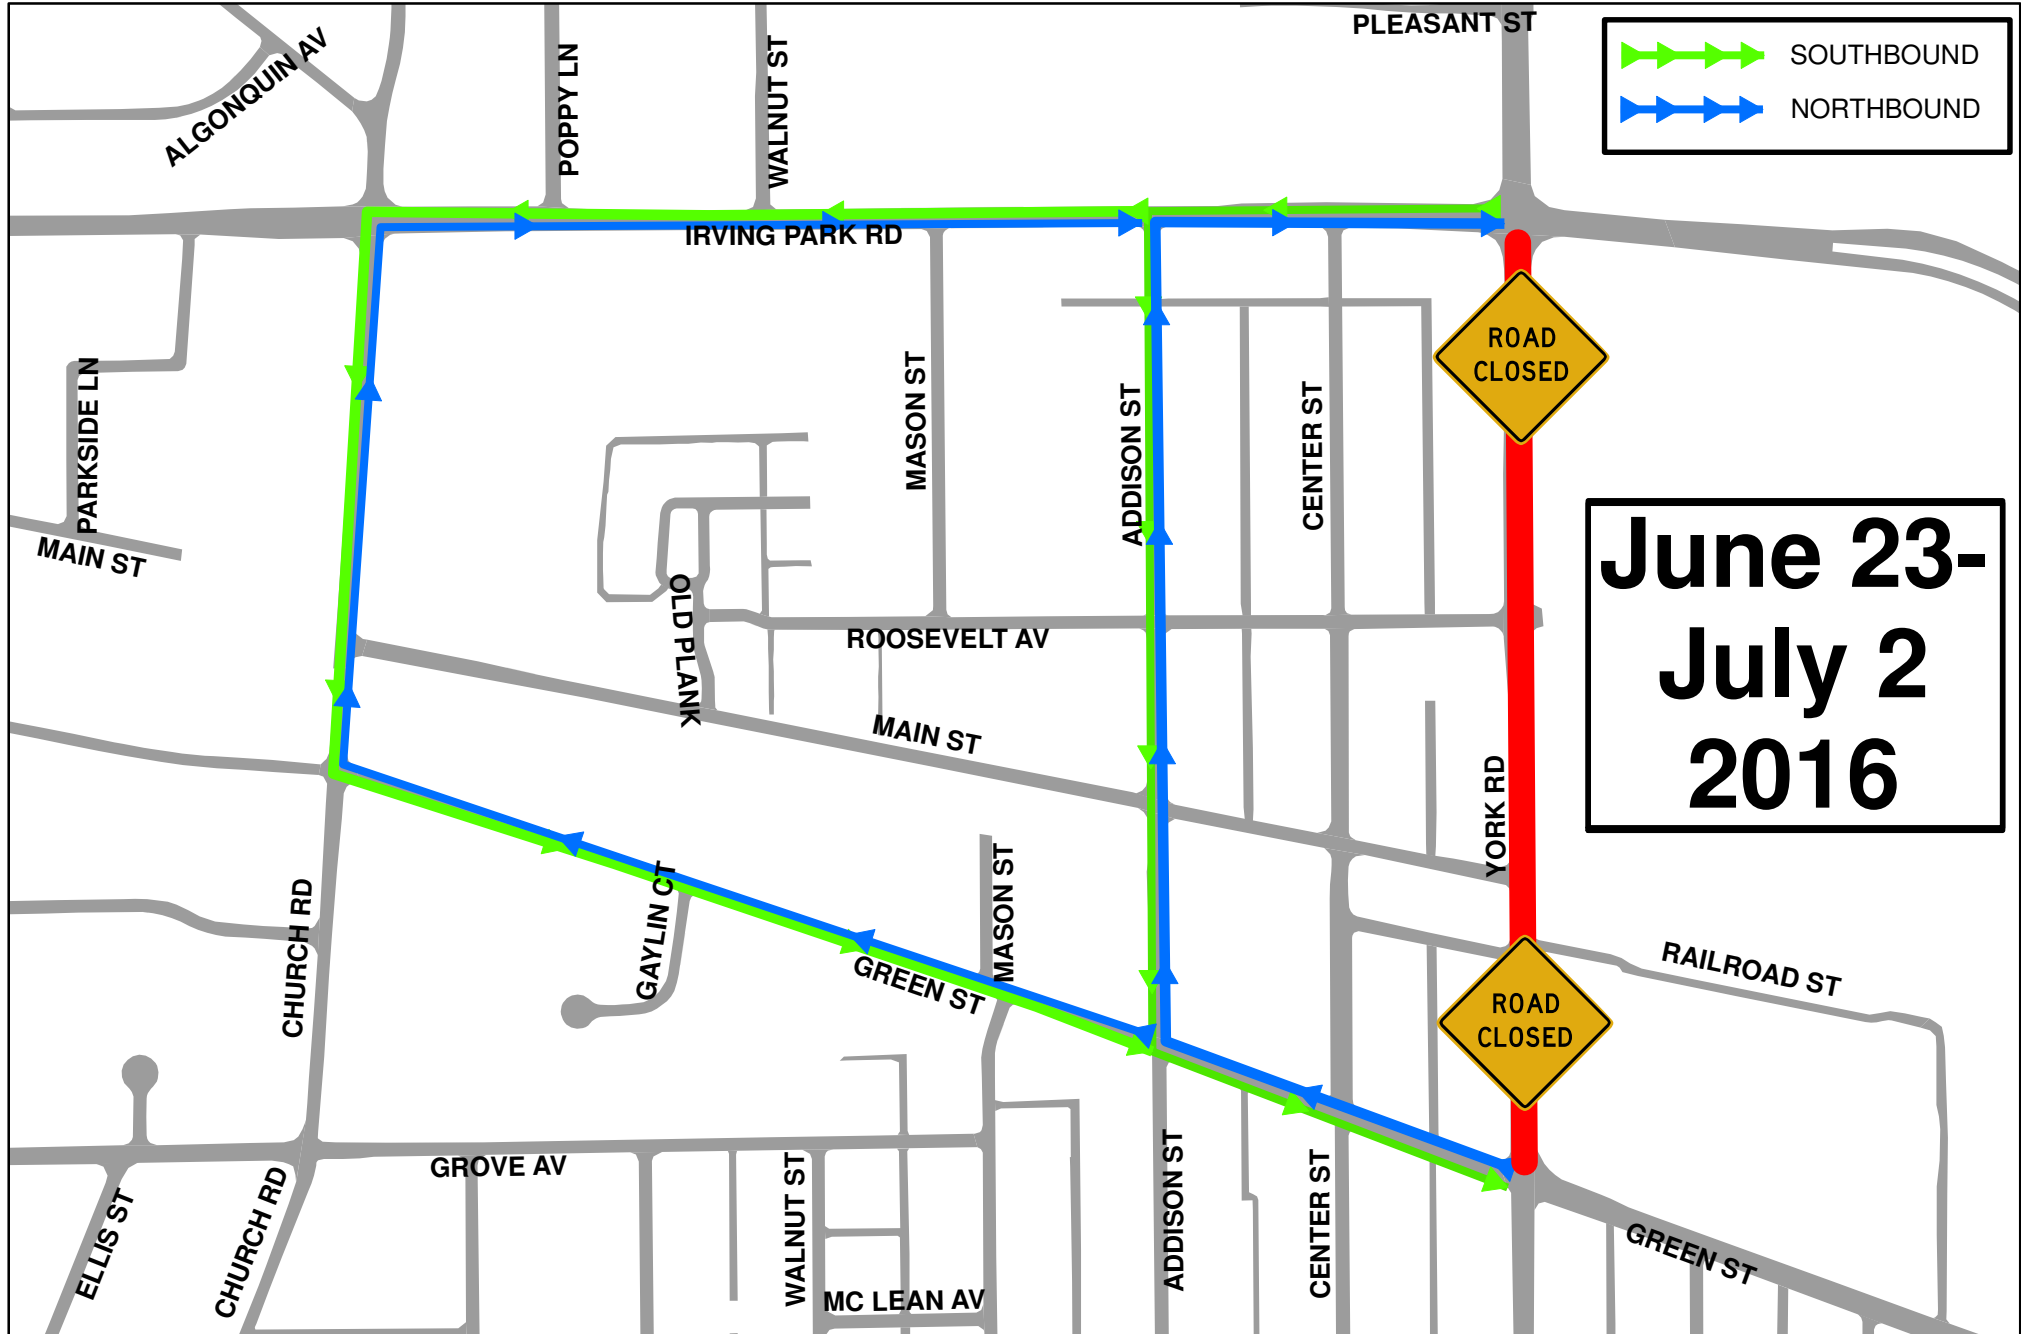 PLEASANT ST
SOUTHBOUND
NORTHBOUND
ALGONQUIN AV
POPPY LN
WALNUT ST
IRVING PARK RD
ROAD
CLOSED
PARKSIDE LN
MASON ST
ADDISON ST
CENTER ST
MAIN ST
June 23-
July 2
2016
OLD PLANK
ROOSEVELT AV
MAIN ST
YORK RD
CHURCH RD
GAYLIN CT
MASON ST
GREEN ST
RAILROAD ST
ROAD
CLOSED
GROVE AV
ELLIS ST
CHURCH RD
WALNUT ST
ADDISON ST
CENTER ST
GREEN ST
MC LEAN AV